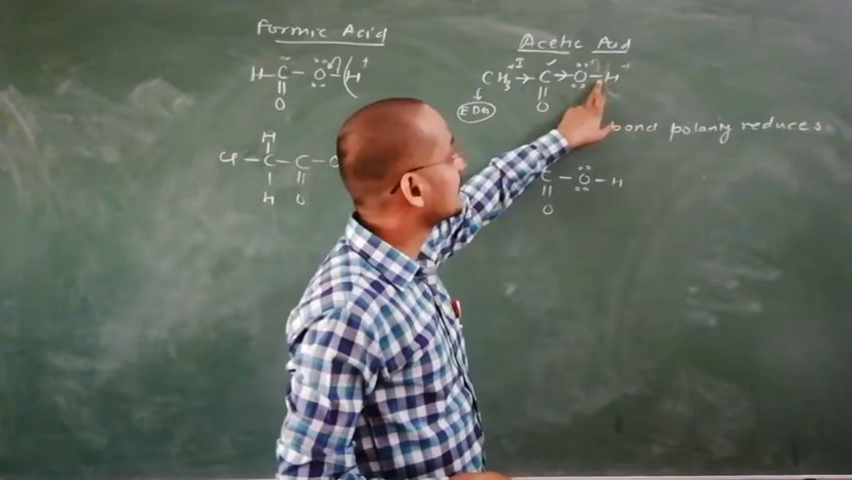 Formic Acid
H — C — O — H +
O
H
Cl — C — C — O
H O
Acetic Acid
CH3 +I → C → O — H
O
EDG
bond polarity reduces
C — O — H
O